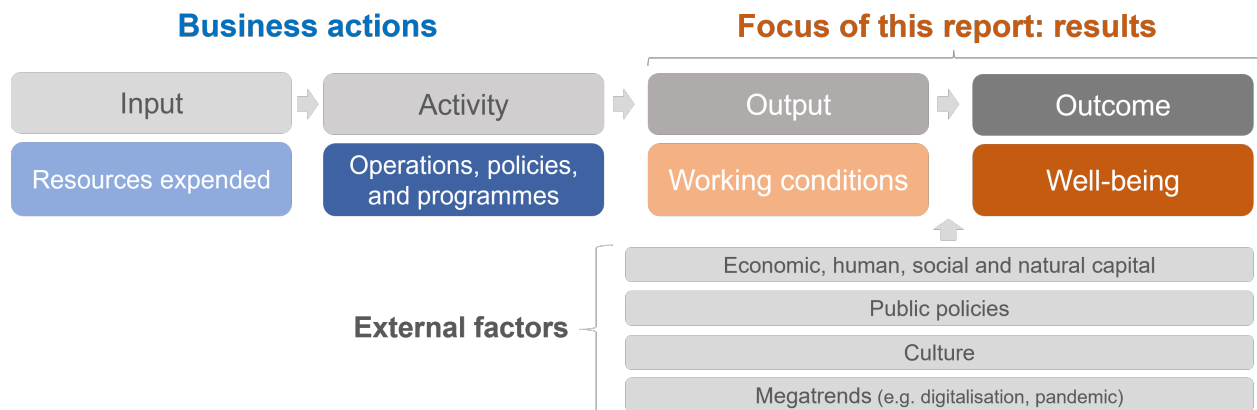 Business actions
Focus of this report: results
Input
Activity
Output
Outcome
Resources expended
Operations, policies,
and programmes
Working conditions
Well-being
External factors
Economic, human, social and natural capital
Public policies
Culture
Megatrends (e.g. digitalisation, pandemic)